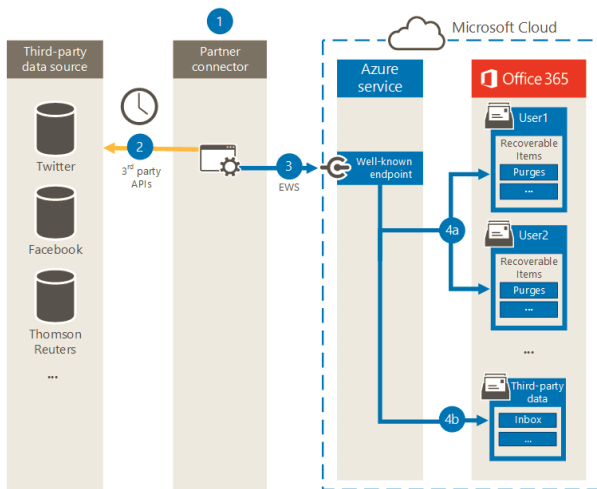 1
Microsoft Cloud
Third-party
data source
Partner
connector
Azure
service
Office 365
Twitter
Facebook
Thomson
Reuters
...
2
3rd party
APIs
3
EWS
Well-known
endpoint
4a
4b
User1
Recoverable
Items
Purges
...
User2
Recoverable
Items
Purges
...
...
Third-party
data
Inbox
...